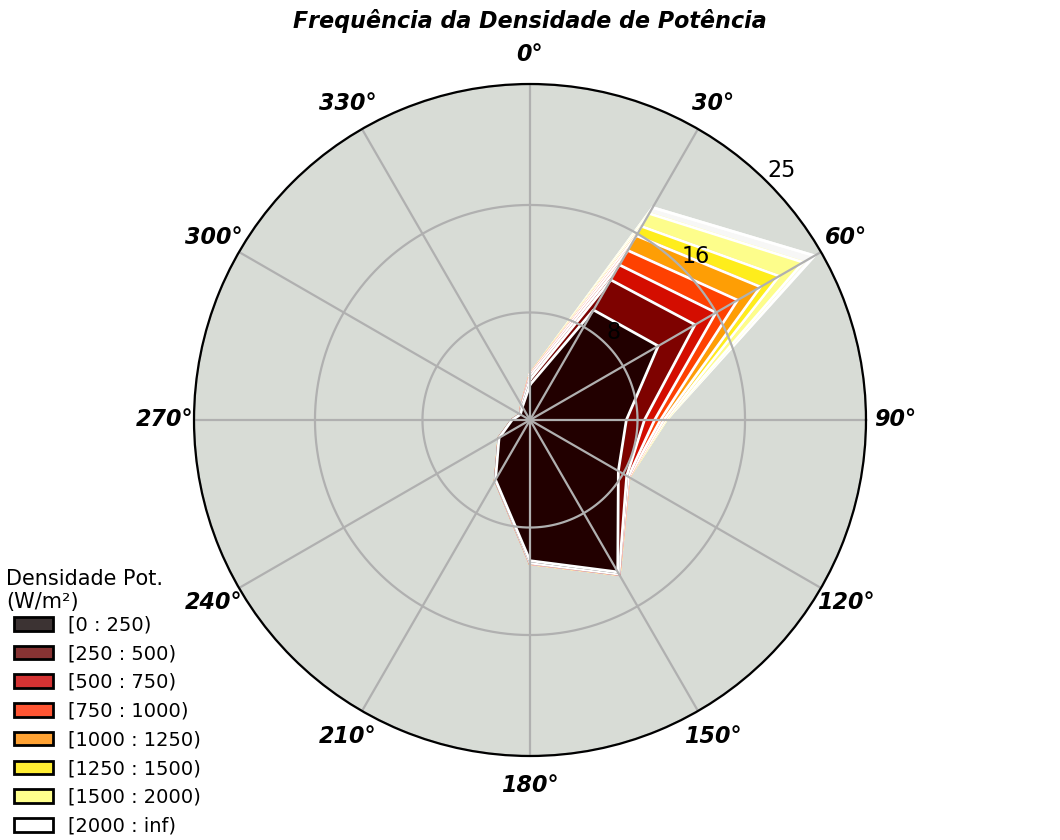 Frequência da Densidade de Potência
0°
330°
30°
25
300°
60°
16
8
270°
90°
Densidade Pot.
(W/m²)
240°
120°
[0 : 250)
[250 : 500)
[500 : 750)
[750 : 1000)
210°
150°
[1000 : 1250)
[1250 : 1500)
180°
[1500 : 2000)
[2000 : inf)